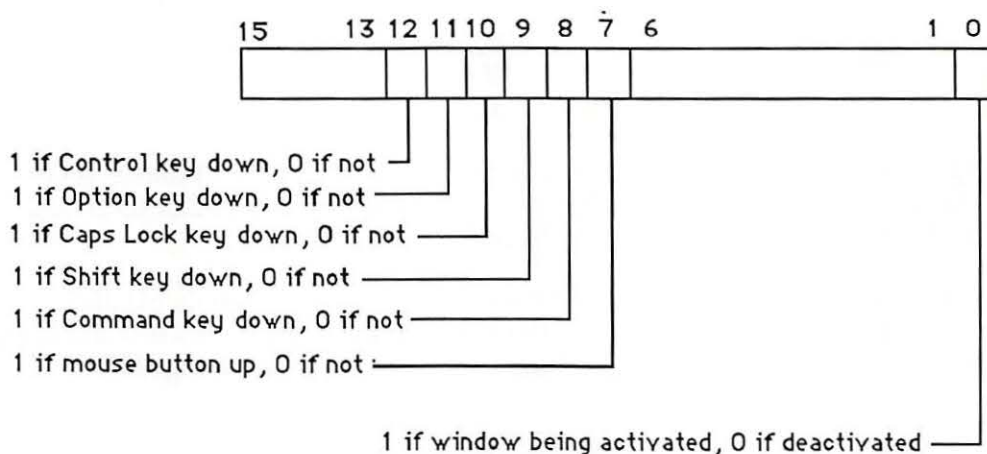 15 13 12 11 10 9 8 7 6 1 0
1 if Control key down, 0 if not
1 if Option key down, 0 if not
1 if Caps Lock key down, 0 if not
1 if Shift key down, 0 if not
1 if Command key down, 0 if not
1 if mouse button up, 0 if not
1 if window being activated, 0 if deactivated